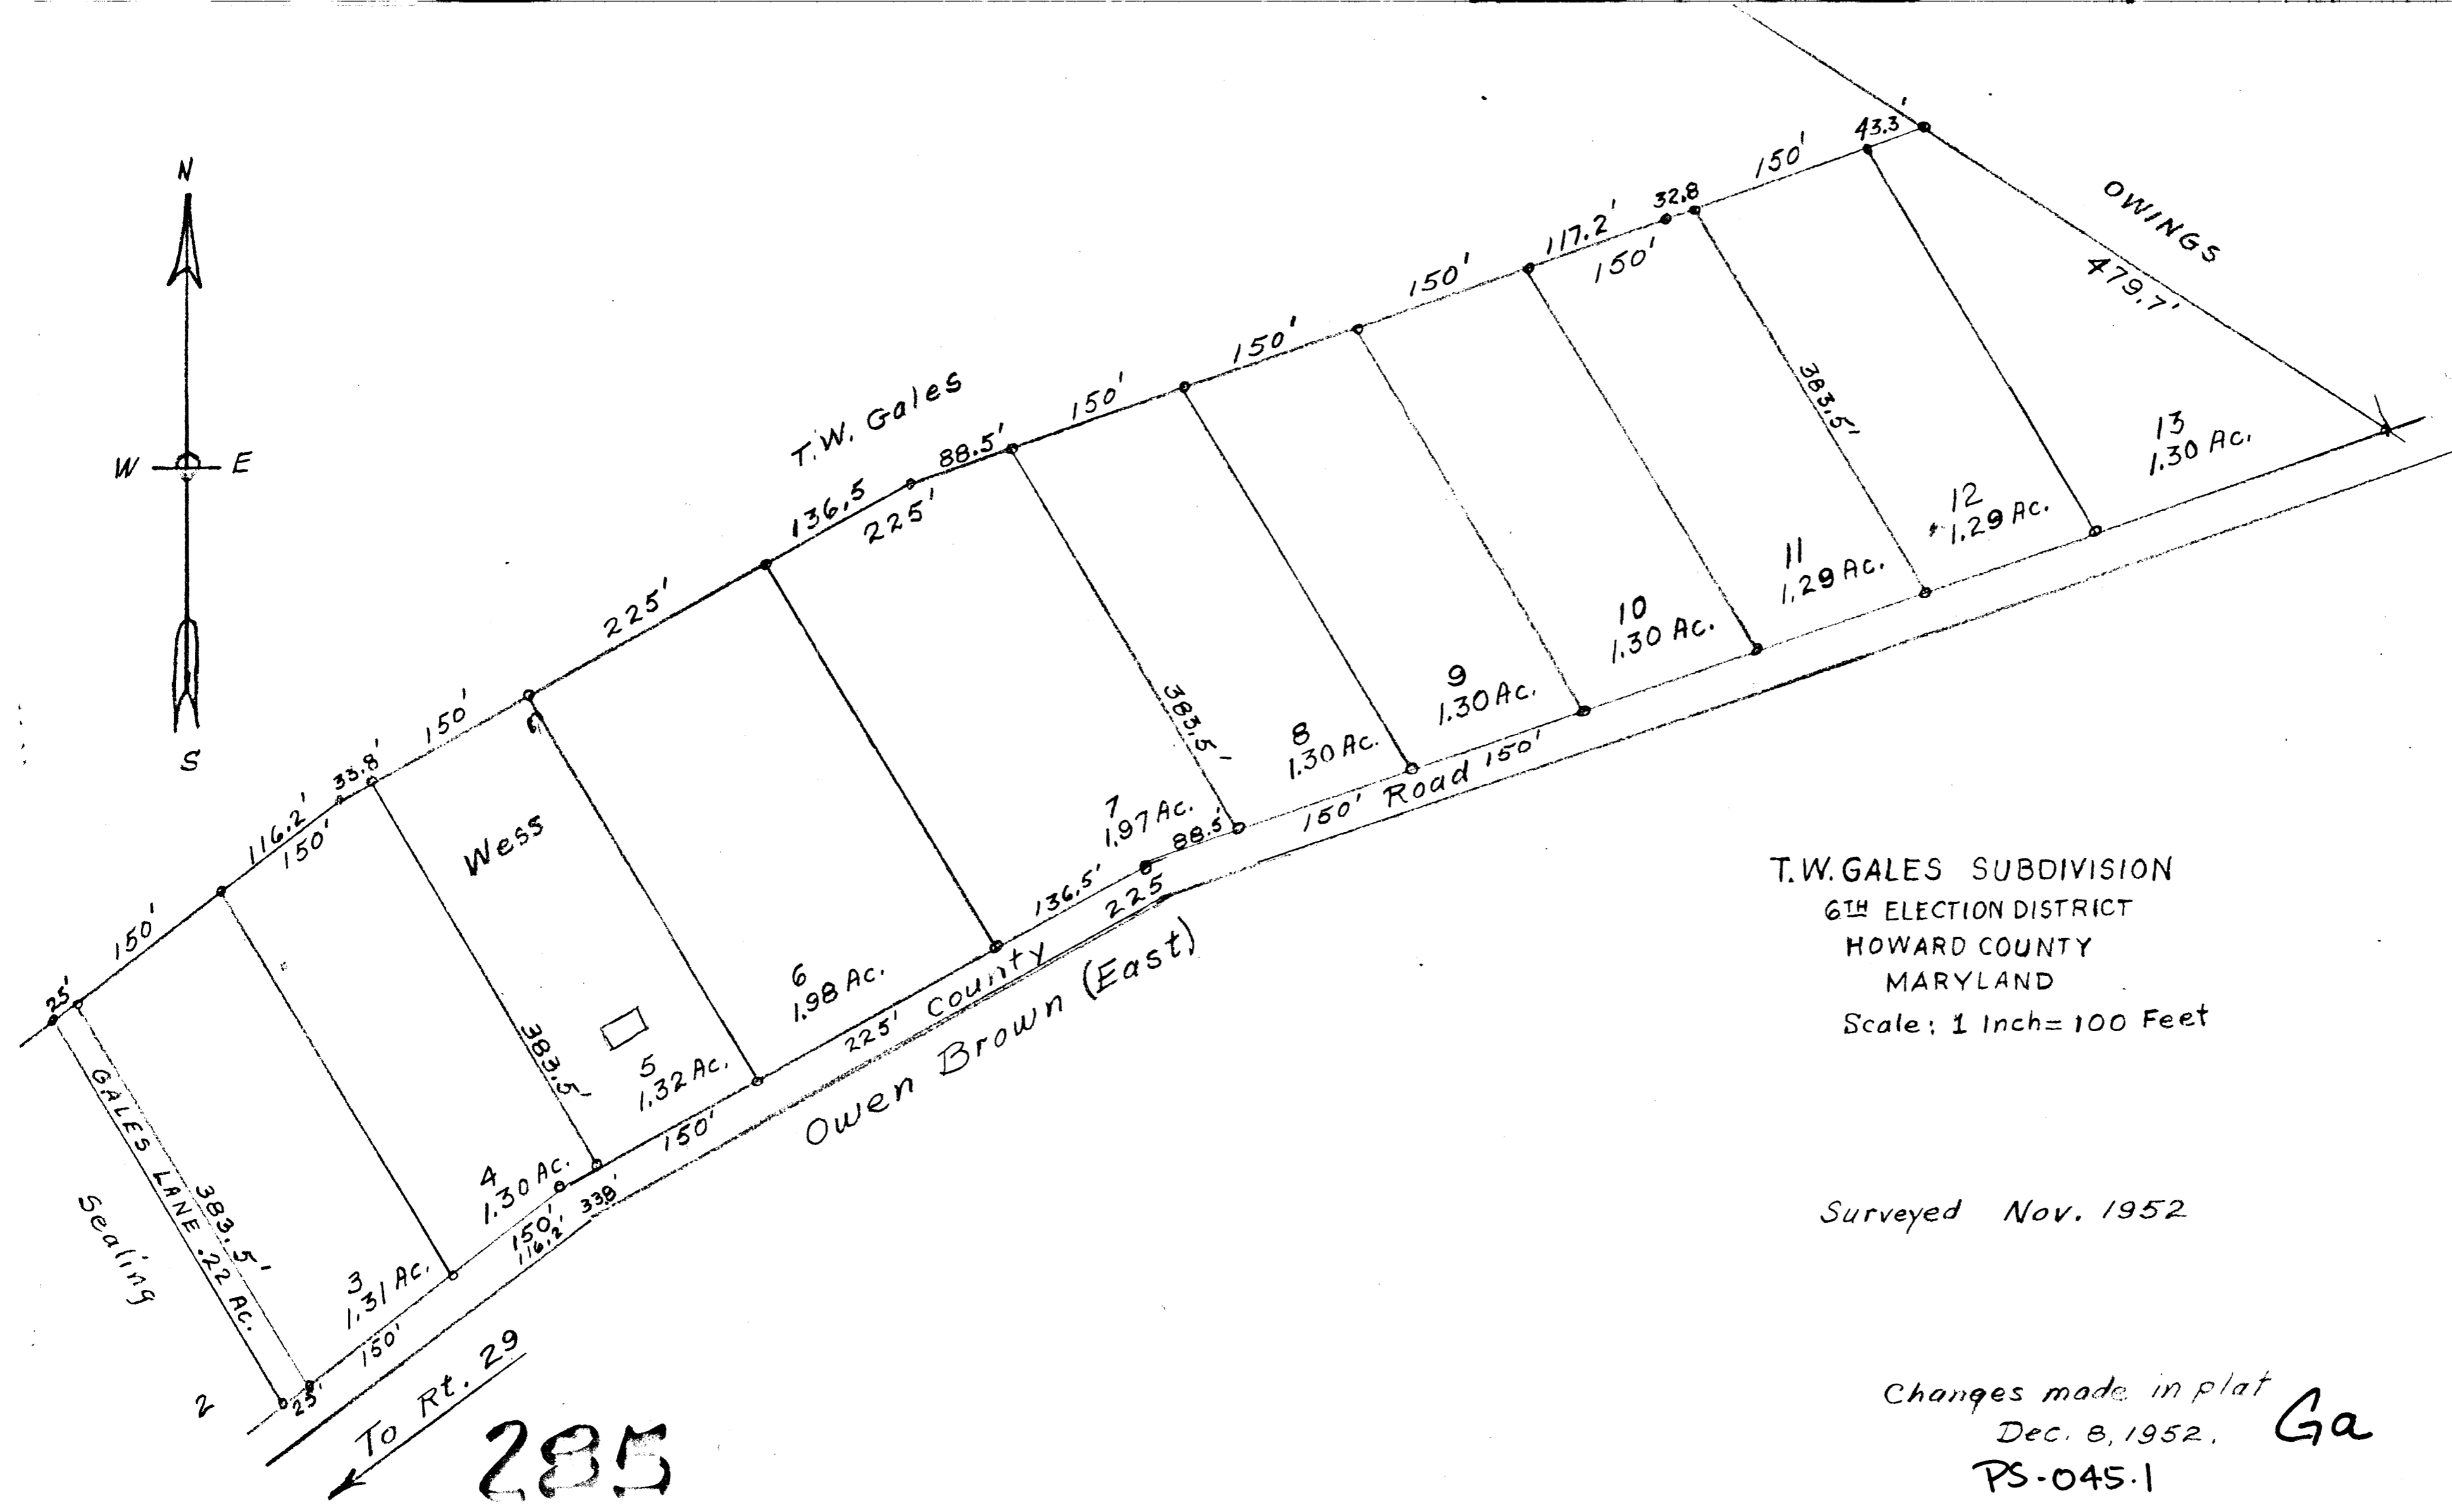 N
W E
S
T.W. Gales
43.3'
150'
32.8
117.2'
150'
150'
150'
150'
88.5'
136.5
225'
225'
150'
33.8'
116.2'
150'
150'
25'
OWINGS
479.7'
383.5'
13
1.30 Ac.
12
1.29 Ac.
11
1.29 Ac.
10
1.30 Ac.
9
1.30 Ac.
8
1.30 Ac.
383.5'
7
1.97 Ac.
6
1.98 Ac.
Wess
5
1.32 Ac.
383.5'
4
1.30 Ac.
3
1.31 Ac.
383.5'
GALES LANE .22 AC.
Sealing
2
25'
150'
150'
116.2'
33.8'
150'
225' County
136.5'
88.5'
225
150' Road 150'
Owen Brown (East)
To Rt. 29
285
T.W. GALES SUBDIVISION
6TH ELECTION DISTRICT
HOWARD COUNTY
MARYLAND
Scale: 1 Inch = 100 Feet
Surveyed Nov. 1952
Changes made in plat
Dec. 8, 1952.
Ga
PS-045.1